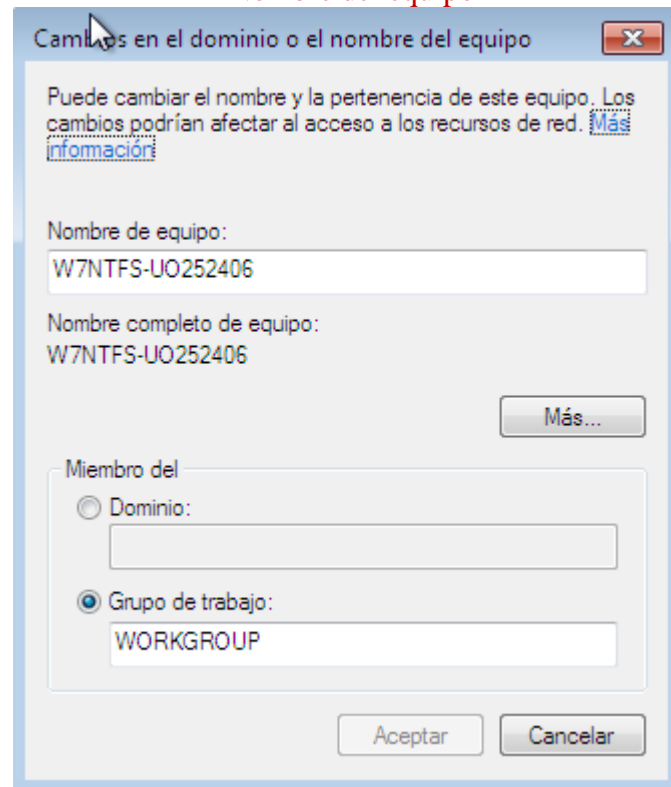 Cambios en el dominio o el nombre del equipo
Puede cambiar el nombre y la pertenencia de este equipo. Los
cambios podrían afectar al acceso a los recursos de red. Más
información
Nombre de equipo:
W7NTFS-UO252406
Nombre completo de equipo:
W7NTFS-UO252406
Más...
Miembro del
Dominio:
Grupo de trabajo:
WORKGROUP
Aceptar
Cancelar